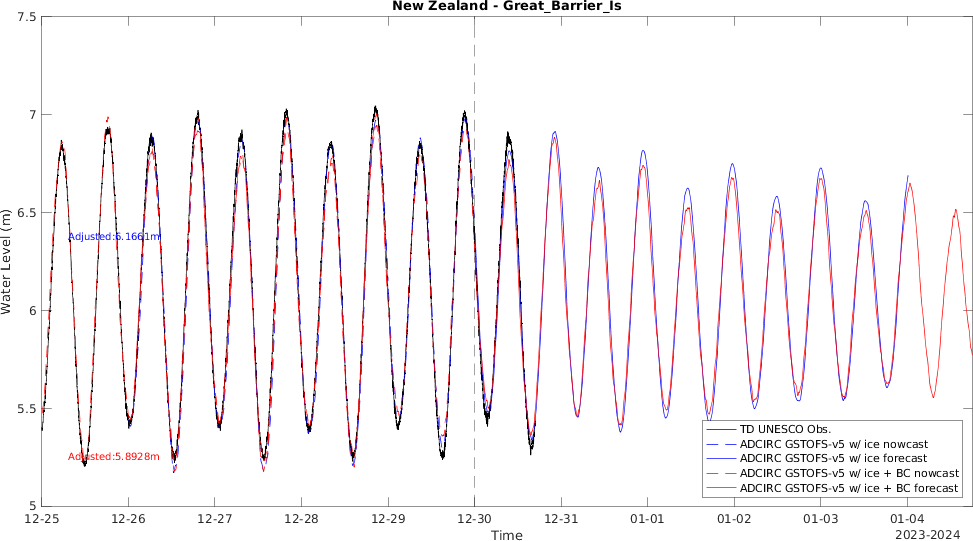 New Zealand - Great_Barrier_Is
7.5
7
6.5
6
5.5
5
Water Level (m)
Adjusted:6.1661m
Adjusted:5.8928m
TD UNESCO Obs.
ADCIRC GSTOFS-v5 w/ ice nowcast
ADCIRC GSTOFS-v5 w/ ice forecast
ADCIRC GSTOFS-v5 w/ ice + BC nowcast
ADCIRC GSTOFS-v5 w/ ice + BC forecast
12-25 12-26 12-27 12-28 12-29 12-30 12-31 01-01 01-02 01-03 01-04
Time
2023-2024